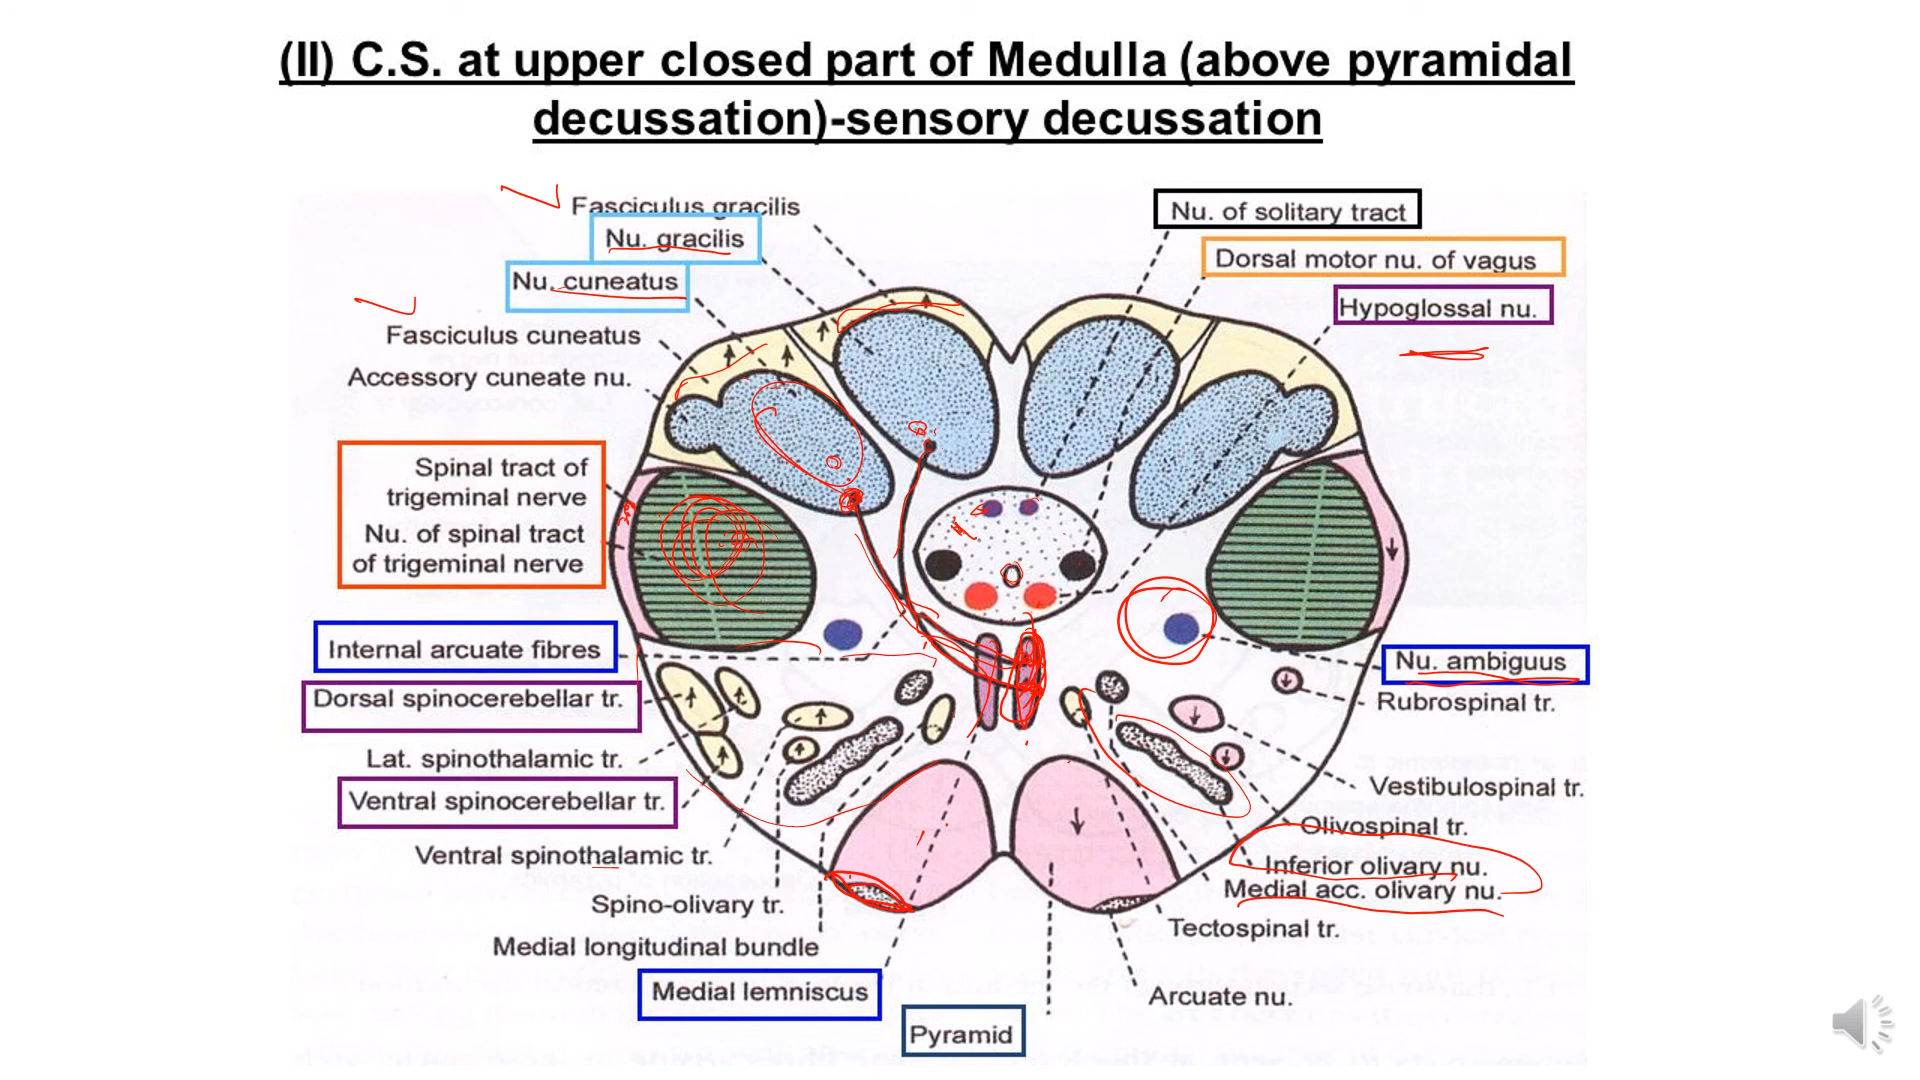 (II) C.S. at upper closed part of Medulla (above pyramidal
decussation)-sensory decussation
Fasciculus gracilis
Nu. gracilis
Nu. cuneatus
Fasciculus cuneatus
Accessory cuneate nu.
Spinal tract of
trigeminal nerve
Nu. of spinal tract
of trigeminal nerve
Internal arcuate fibres
Dorsal spinocerebellar tr.
Lat. spinothalamic tr.
Ventral spinocerebellar tr.
Ventral spinothalamic tr.
Spino-olivary tr.
Medial longitudinal bundle
Medial lemniscus
Pyramid
Nu. of solitary tract
Dorsal motor nu. of vagus
Hypoglossal nu.
Nu. ambiguus
Rubrospinal tr.
Vestibulospinal tr.
Olivospinal tr.
Inferior olivary nu.
Medial acc. olivary nu.
Tectospinal tr.
Arcuate nu.